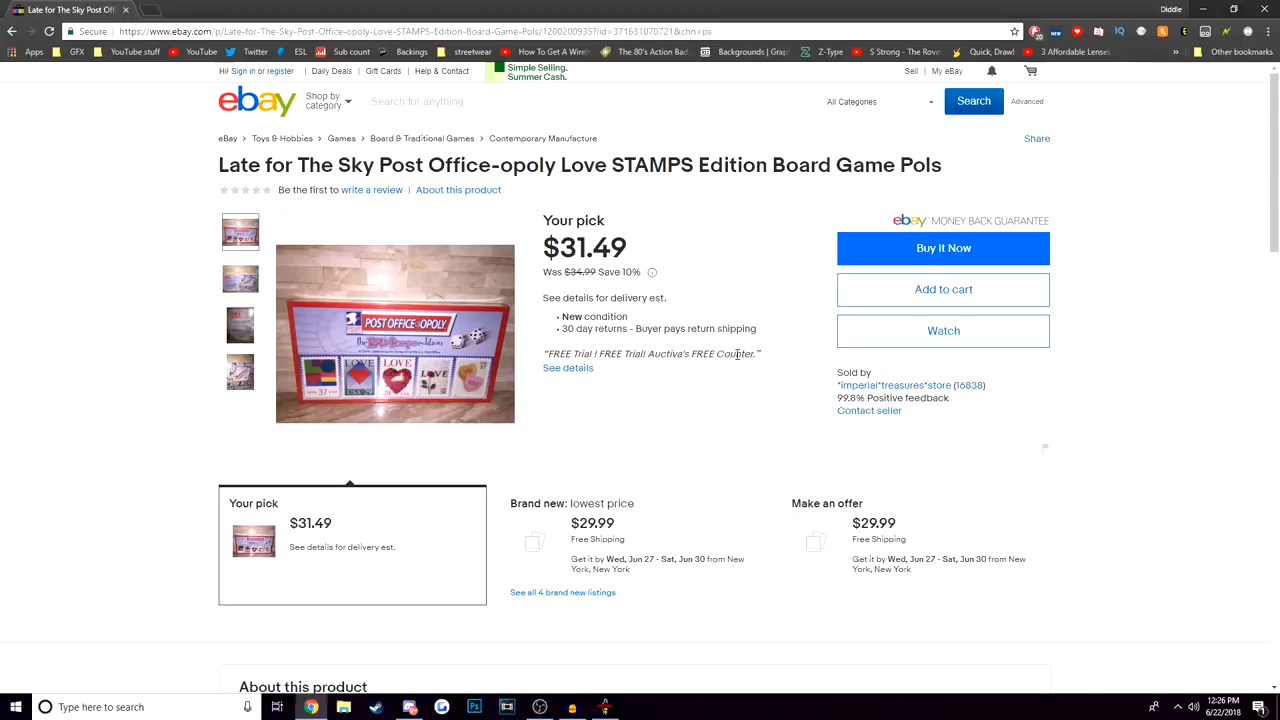 Late for The Sky Post Offi
Didie
Secure | https://www.ebay.com/p/Late-for-The-Sky-Post-Office-opoly-Love-STAMPS-Edition-Board-Game-Pols/1200200935?iid=371631070721&chn=ps
Apps GFX YouTube stuff YouTube Twitter ESL Sub Counter Backings streetwear How To Get A Wire The 80's Action Ba Backgrounds | Grap Z-Type S Strong - The Rov Quick, Draw! 3 Affordable Lenses Other bookmarks
Hi! Sign in or register | Daily Deals | Gift Cards | Help & Contact
Simple Selling.
Summer Cash.
Sell | My eBay
ebay
Shop by
category
Search for anything
All Categories
Search
Advanced
eBay > Toys & Hobbies > Games > Board & Traditional Games > Contemporary Manufacture
Share
Late for The Sky Post Office-opoly Love STAMPS Edition Board Game Pols
Be the first to write a review | About this product
POST OFFICE-OPOLY
LOVE LOVE LOVE
37 USA 37
Your pick
$31.49
Was $34.99 Save 10%
See details for delivery est.
• New condition
• 30 day returns - Buyer pays return shipping
"FREE Trial ! FREE Trial! Auctiva's FREE Counter."
See details
ebay MONEY BACK GUARANTEE
Buy It Now
Add to cart
Watch
Sold by
*imperial*treasures*store (16838)
99.8% Positive feedback
Contact seller
Your pick
$31.49
See details for delivery est.
Brand new: lowest price
$29.99
Free Shipping
Get it by Wed, Jun 27 - Sat, Jun 30 from New
York, New York
See all 4 brand new listings
Make an offer
$29.99
Free Shipping
Get it by Wed, Jun 27 - Sat, Jun 30 from New
York, New York
About this product
Type here to search
12:26 PM
6/22/2018